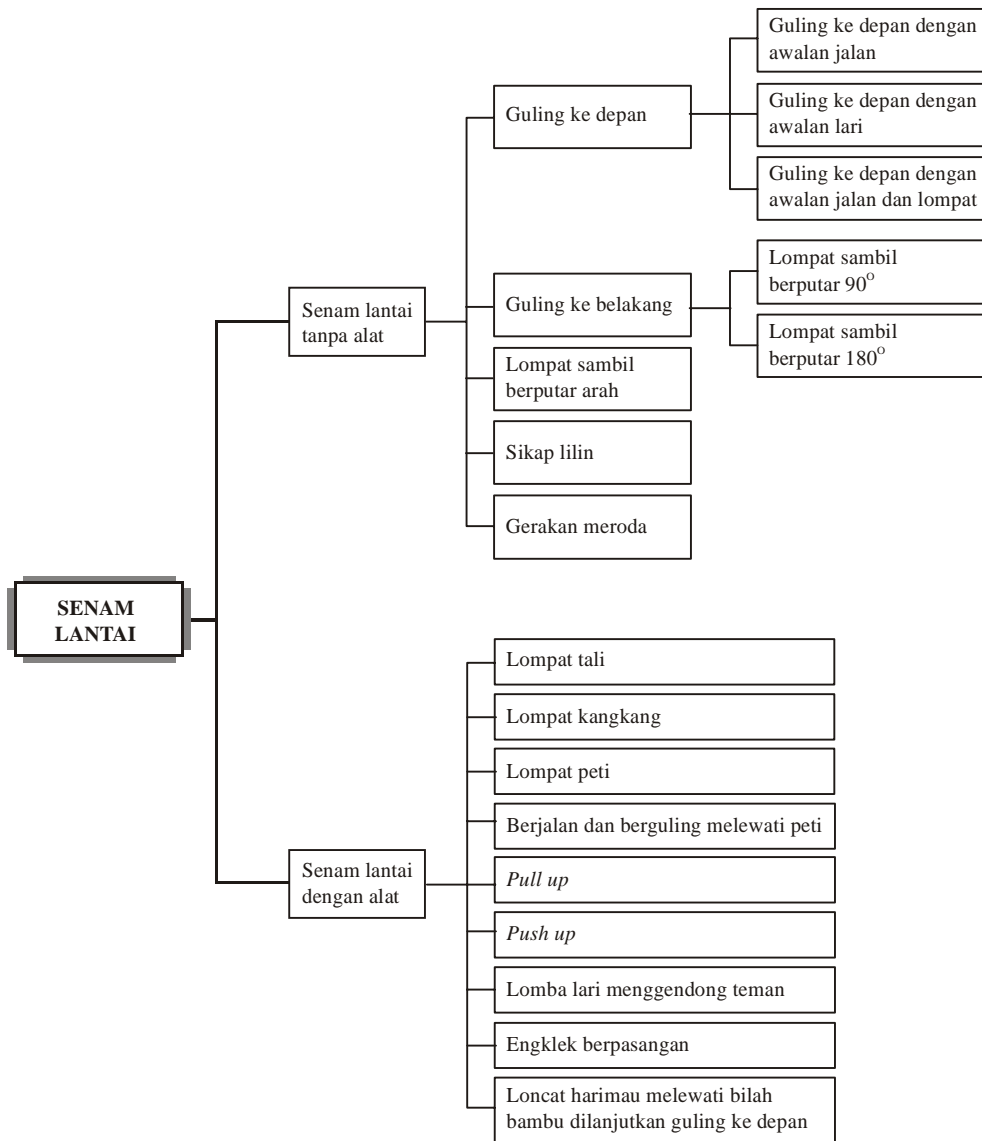 SENAM
LANTAI
Senam lantai
tanpa alat
Guling ke depan
Guling ke depan dengan
awalan jalan
Guling ke depan dengan
awalan lari
Guling ke depan dengan
awalan jalan dan lompat
Guling ke belakang
Lompat sambil
berputar 90°
Lompat sambil
berputar 180°
Lompat sambil
berputar arah
Sikap lilin
Gerakan meroda
Senam lantai
dengan alat
Lompat tali
Lompat kangkang
Lompat peti
Berjalan dan berguling melewati peti
Pull up
Push up
Lomba lari menggendong teman
Engklek berpasangan
Loncat harimau melewati bilah
bambu dilanjutkan guling ke depan